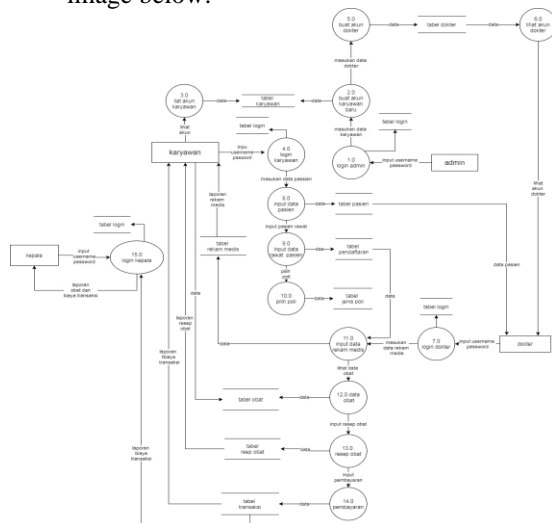 image below:
5.0
buat akun
dokter
data
tabel dokter
data
6.0
lihat akun
dokter
masukan data
dokter
3.0
liat akun
karyawan
data
tabel
karyawan
data
2.0
buat akun
karyawan
baru
lihat
akun
tabel login
masukan data
karyawan
tabel login
karyawan
inpu
username
password
4.0
login
karyawan
1.0
login admin
input username
password
admin
masukan data pasien
lihat
akun
dokter
laporan
rekam
medis
8.0
input data
pasien
data
tabel pasien
input pasien rawat
tabel login
tabel
rekam medis
9.0
input data
rawat pasien
data
tabel
pendaftaran
data pasien
kepala
input
username
password
15.0
login kepala
pilih
poli
data
laporan
obat dan
biaya transaksi
10.0
pilih poli
data
tabel
jenis poli
data
tabel login
laporan
resep obat
data
11.0
input data
rekam medis
masukan
data rekam
medis
7.0
login dokter
input username
password
dokter
laporan
biaya
transaksi
lihat data
obat
tabel obat
data
12.0 data
obat
input resep obat
laporan
biaya
transaksi
tabel
resep obat
data
13.0
resep obat
input
pembayaran
tabel
transaksi
data
14.0
pembayaran